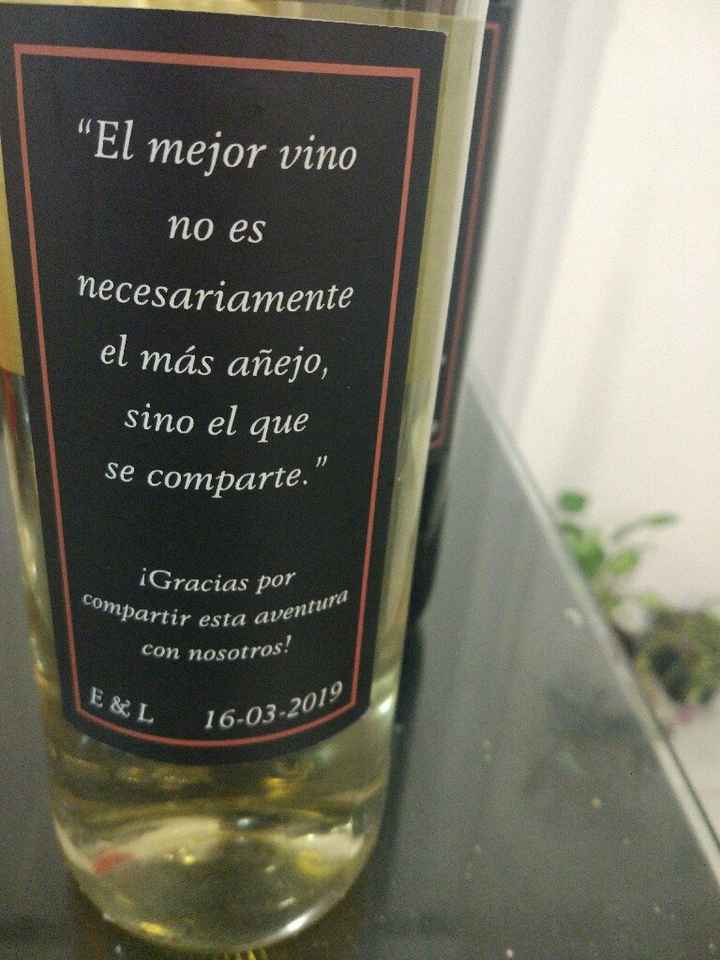 “El mejor vino
no es
necesariamente
el más añejo,
sino el que
se comparte.”
¡Gracias por
compartir esta aventura
con nosotros!
E & L 16-03-2019